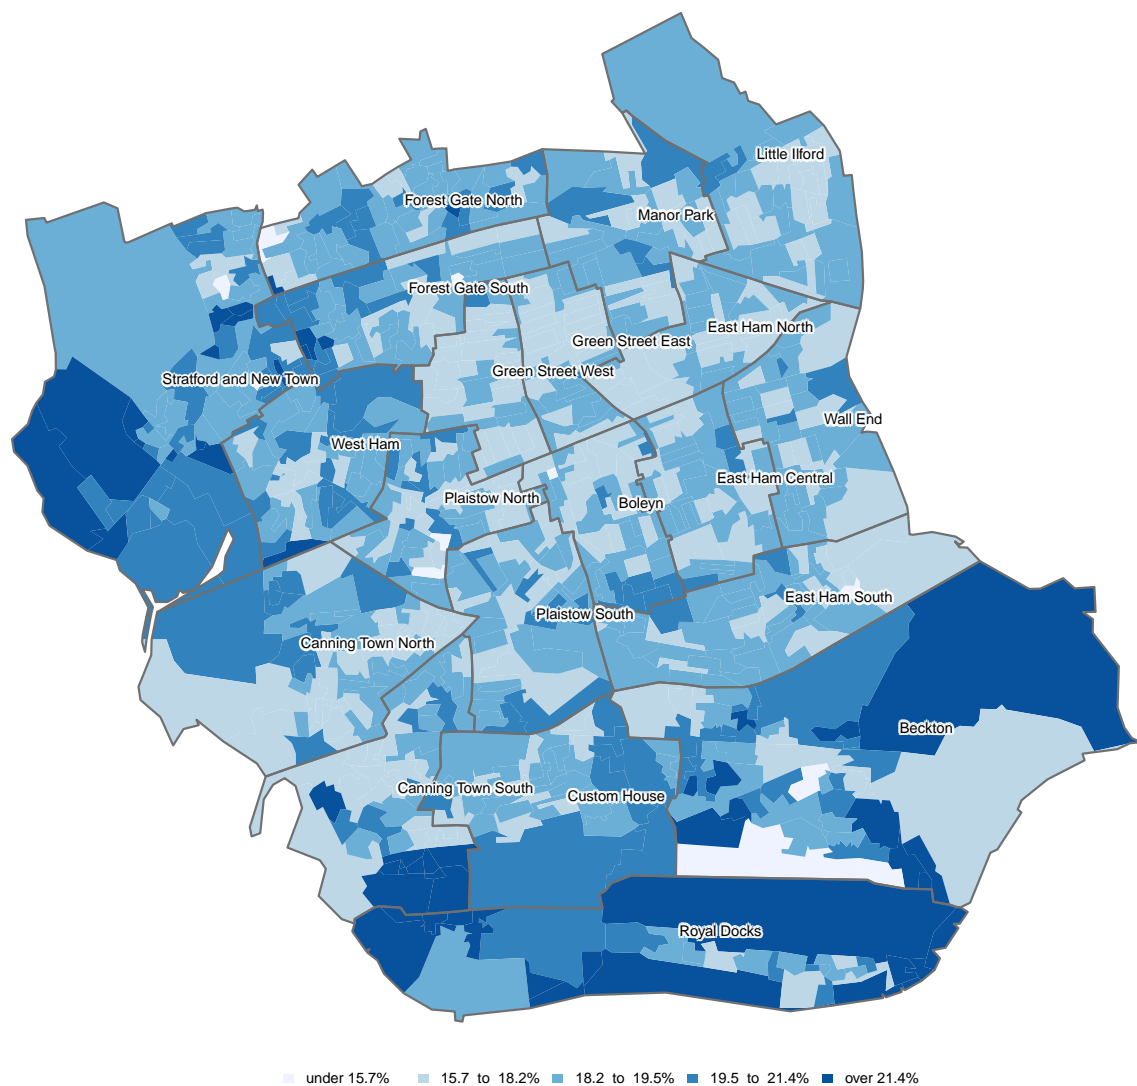 Little Ilford
Forest Gate North
Manor Park
Forest Gate South
East Ham North
Green Street East
Green Street West
Stratford and New Town
Wall End
West Ham
East Ham Central
Plaistow North
Boleyn
East Ham South
Plaistow South
Canning Town North
Beckton
Canning Town South
Custom House
Royal Docks
under 15.7% 15.7 to 18.2% 18.2 to 19.5% 19.5 to 21.4% over 21.4%